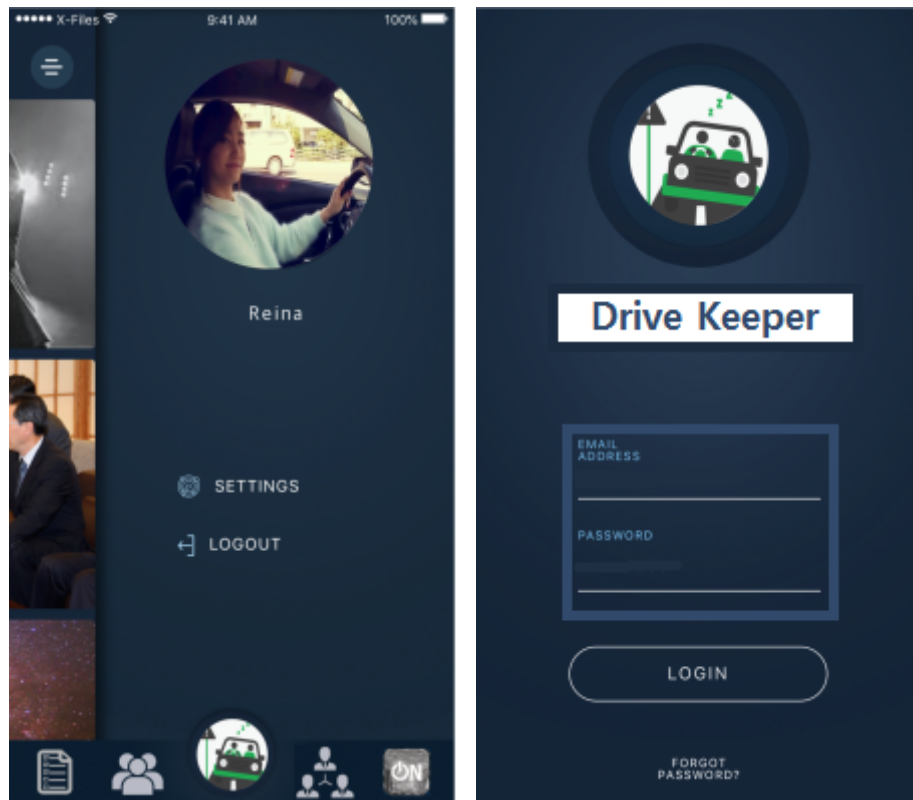 X-Files
9:41 AM
100%
Reina
SETTINGS
LOGOUT
ON
z z z
Drive Keeper
EMAIL
ADDRESS
PASSWORD
LOGIN
FORGOT
PASSWORD?